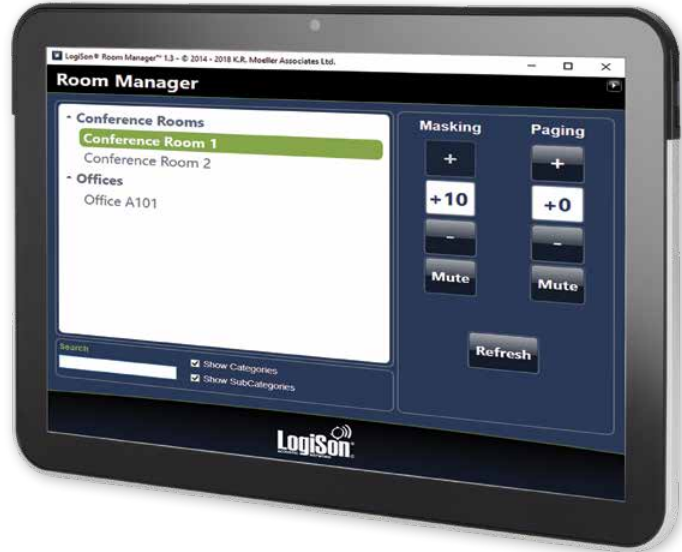 LogiSon® Room Manager™ 1.3 - © 2014 - 2018 K.R. Moeller Associates Ltd.
Room Manager
- Conference Rooms
Conference Room 1
Conference Room 2
- Offices
Office A101
Masking
Paging
+
+
+10
+0
-
-
Mute
Mute
Refresh
Search
Show Categories
Show SubCategories
LogiSon